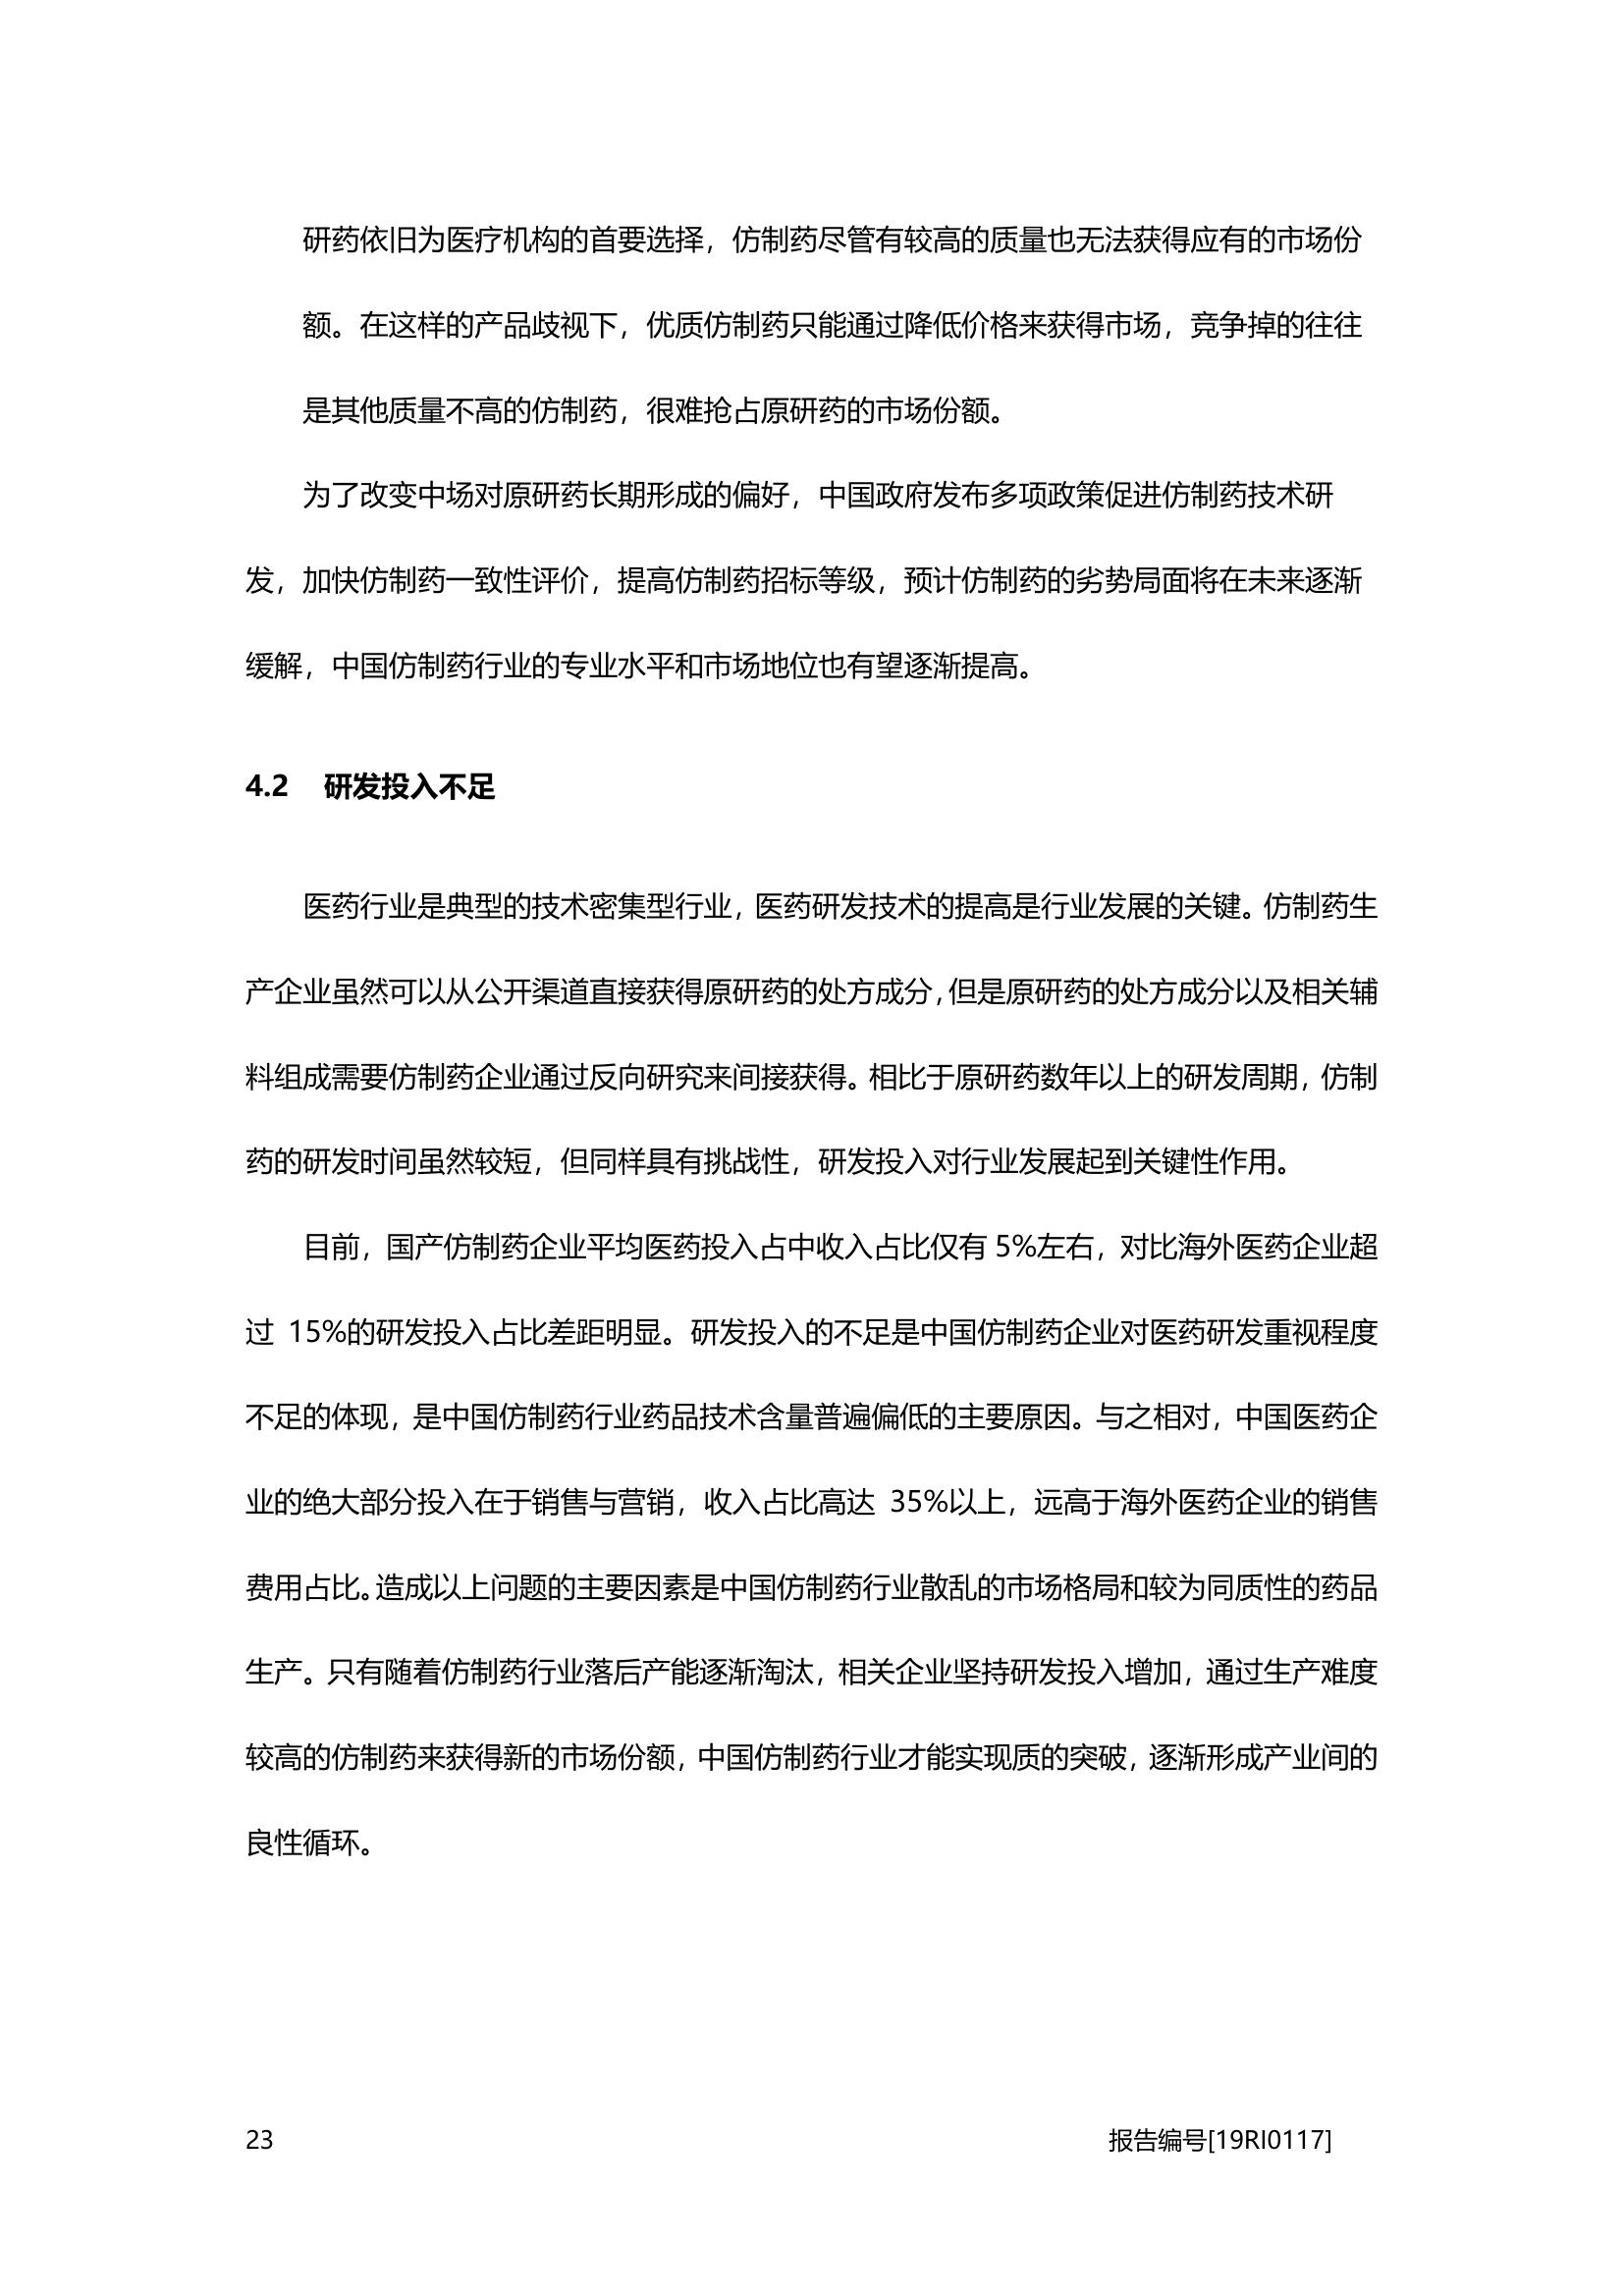 研药依旧为医疗机构的首要选择，仿制药尽管有较高的质量也无法获得应有的市场份
额。在这样的产品歧视下，优质仿制药只能通过降低价格来获得市场，竞争掉的往往
是其他质量不高的仿制药，很难抢占原研药的市场份额。
为了改变中场对原研药长期形成的偏好，中国政府发布多项政策促进仿制药技术研
发，加快仿制药一致性评价，提高仿制药招标等级，预计仿制药的劣势局面将在未来逐渐
缓解，中国仿制药行业的专业水平和市场地位也有望逐渐提高。
4.2 研发投入不足
医药行业是典型的技术密集型行业，医药研发技术的提高是行业发展的关键。仿制药生
产企业虽然可以从公开渠道直接获得原研药的处方成分，但是原研药的处方成分以及相关辅
料组成需要仿制药企业通过反向研究来间接获得。相比于原研药数年以上的研发周期，仿制
药的研发时间虽然较短，但同样具有挑战性，研发投入对行业发展起到关键性作用。
目前，国产仿制药企业平均医药投入占中收入占比仅有 5%左右，对比海外医药企业超
过 15%的研发投入占比差距明显。研发投入的不足是中国仿制药企业对医药研发重视程度
不足的体现，是中国仿制药行业药品技术含量普遍偏低的主要原因。与之相对，中国医药企
业的绝大部分投入在于销售与营销，收入占比高达 35%以上，远高于海外医药企业的销售
费用占比。造成以上问题的主要因素是中国仿制药行业散乱的市场格局和较为同质性的药品
生产。只有随着仿制药行业落后产能逐渐淘汰，相关企业坚持研发投入增加，通过生产难度
较高的仿制药来获得新的市场份额，中国仿制药行业才能实现质的突破，逐渐形成产业间的
良性循环。
23 报告编号[19RI0117]